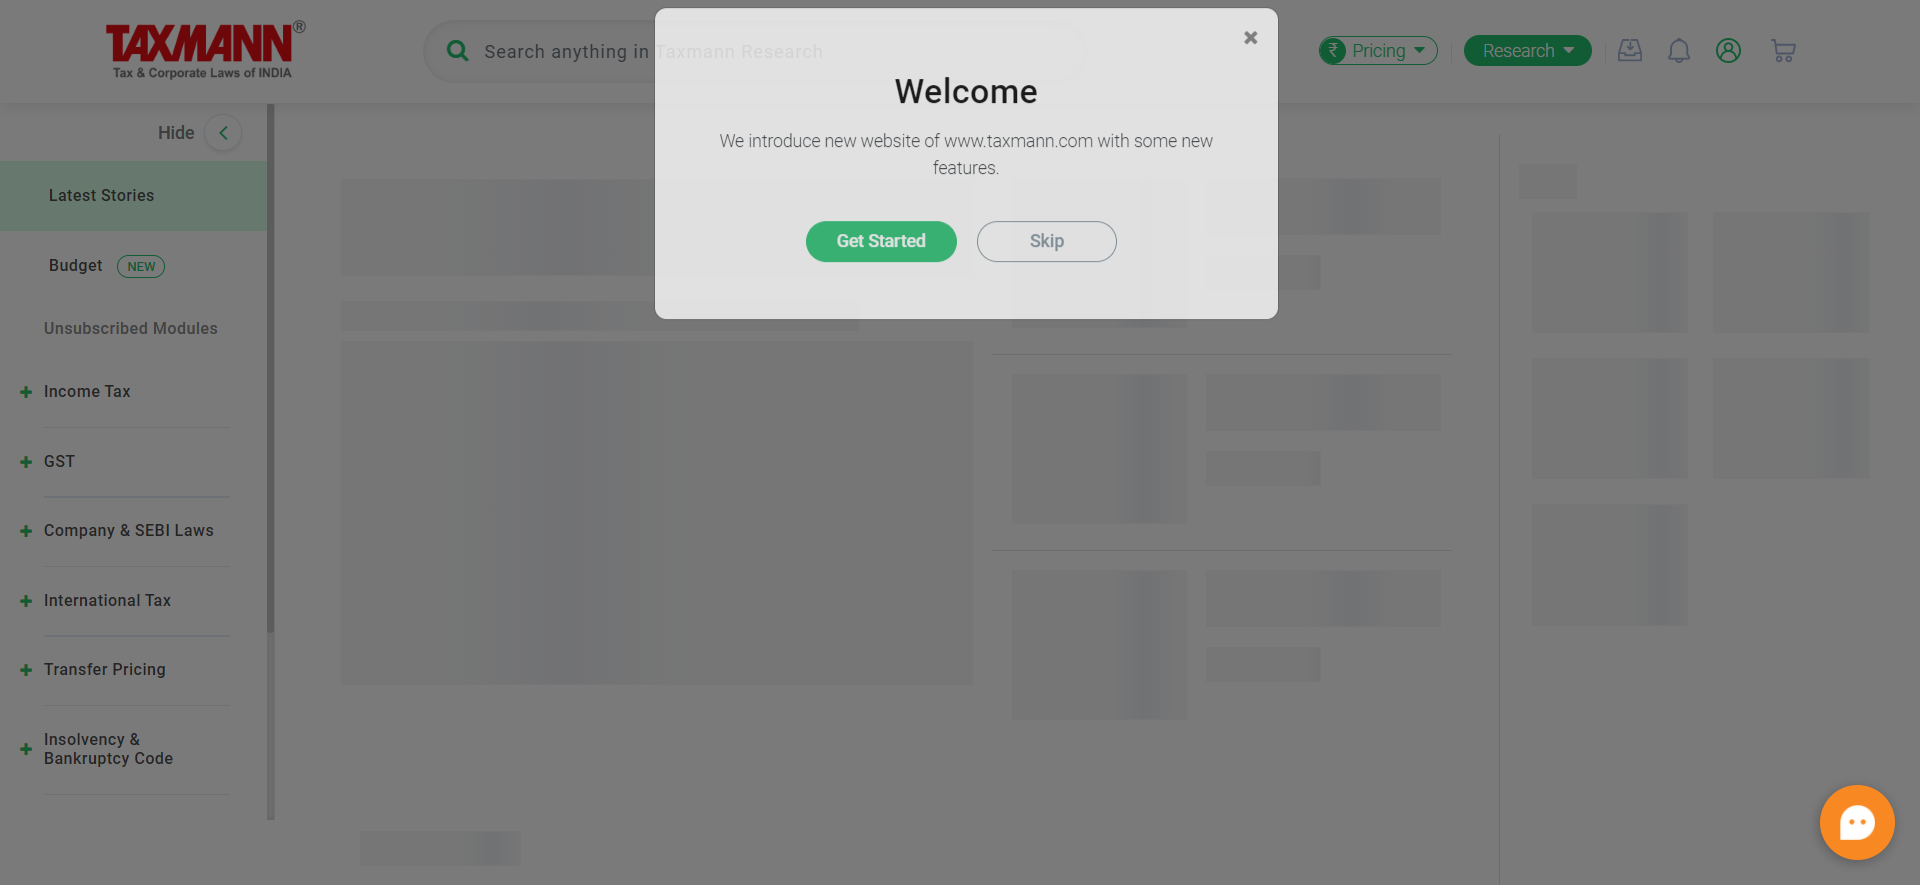 TAXMANN®
Tax & Corporate Laws of INDIA
Search anything in Taxmann Research
Pricing
Research
Hide
Latest Stories
Budget NEW
Unsubscribed Modules
Income Tax
GST
Company & SEBI Laws
International Tax
Transfer Pricing
Insolvency &
Bankruptcy Code
Welcome
We introduce new website of www.taxmann.com with some new
features.
Get Started
Skip